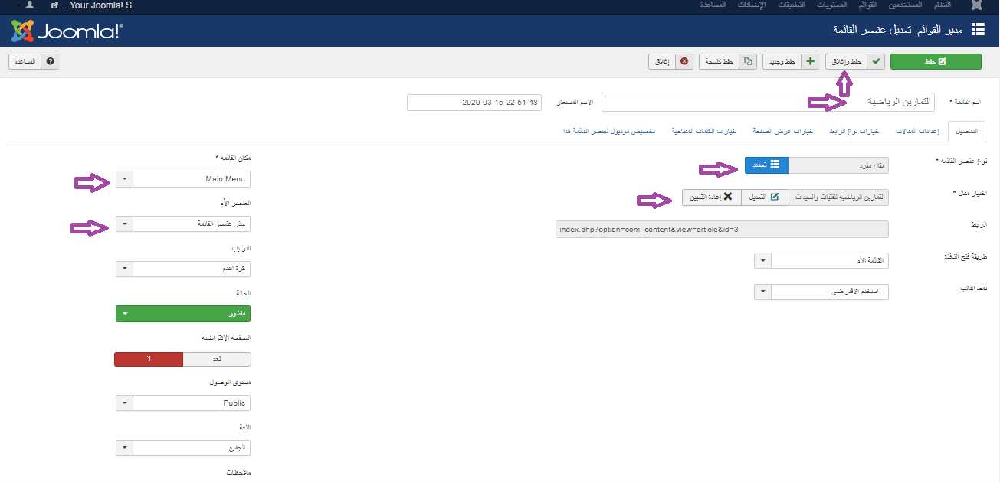 النظام المستخدمين القوائم المحتويات التطبيقات الإضافات المساعدة Your Joomla! S...
مدير القوائم: تعديل عنصر القائمة Joomla!®
حفظ حفظ وإغلاق حفظ وجديد حفظ كنسخة إغلاق المساعدة
اسم القائمة * التمارين الرياضية الاسم المستعار 2020-03-15-22-51-48
التفاصيل إعدادات المقالات خيارات نوع الرابط خيارات عرض الصفحة خيارات الكلمات المفتاحية تخصيص موديول لعنصر القائمة هذا
نوع عنصر القائمة * مقال مفرد تحديد
اختيار مقال * التمارين الرياضية للفتيات والسيدات التعديل إعادة التعيين
الرابط index.php?option=com_content&view=article&id=3
طريقة فتح النافذة القائمة الأم
نمط القالب - استخدم الافتراضى -
مكان القائمة *
Main Menu
العنصر الأم
جذر عنصر القائمة
الترتيب
كرة القدم
الحالة
منشور
الصفحة الافتراضية
نعم لا
مستوى الوصول
Public
اللغة
الجميع
ملاحظات